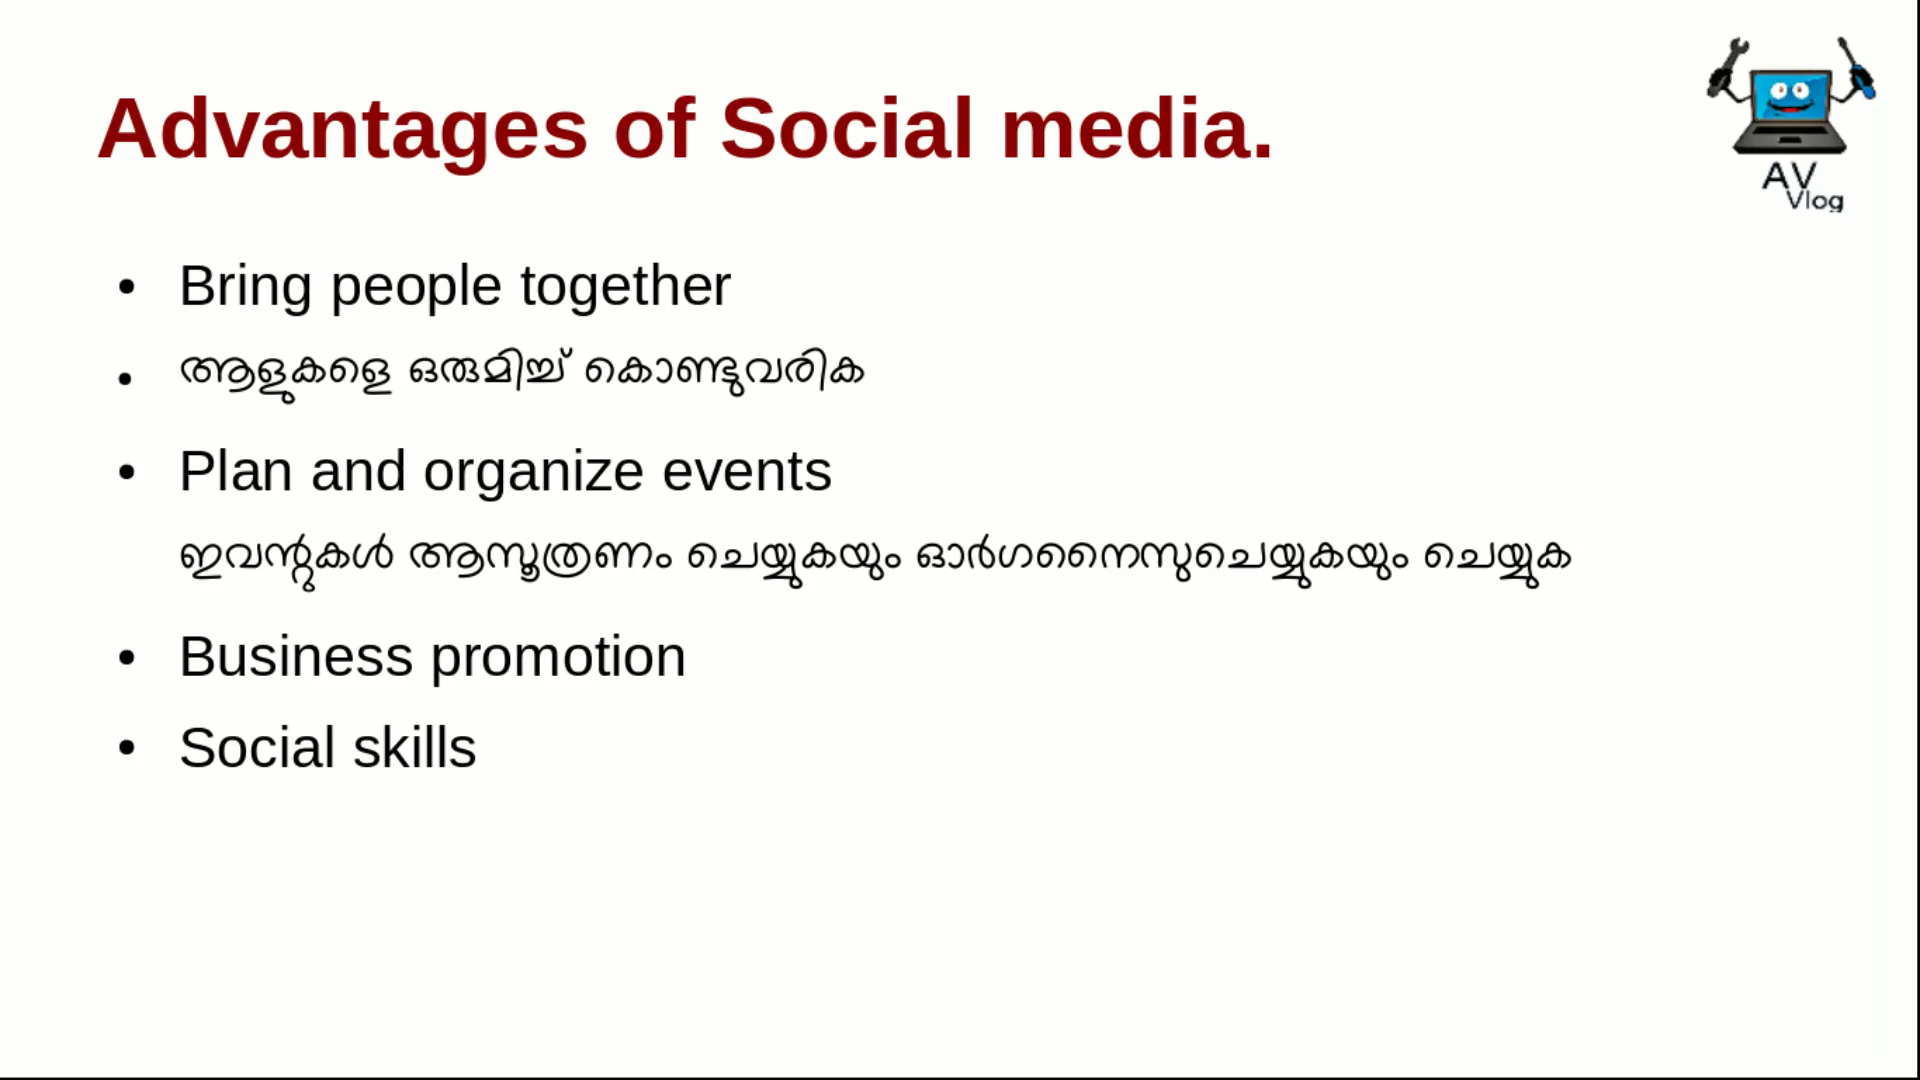 Advantages of Social media.
AV
Vlog
• Bring people together
• ആളുകളെ ഒരുമിച്ച് കൊണ്ടുവരിക
• Plan and organize events
ഇവന്റുകൾ ആസൂത്രണം ചെയ്യുകയും ഓർഗനൈസുചെയ്യുകയും ചെയ്യുക
• Business promotion
• Social skills